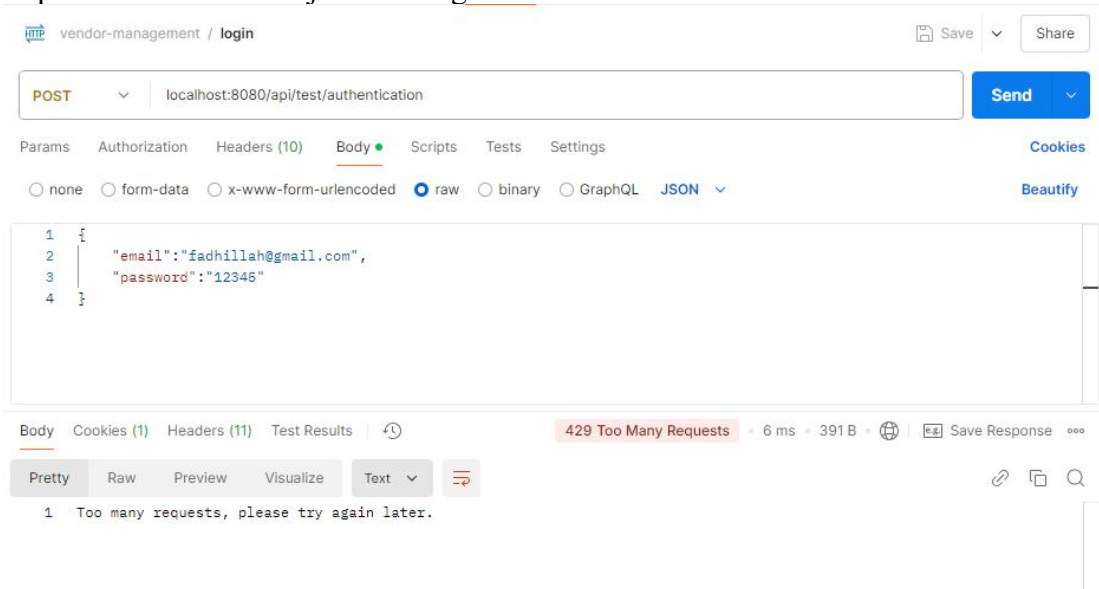 HTTP vendor-management / login Save Share
POST localhost:8080/api/test/authentication Send
Params Authorization Headers (10) Body Scripts Tests Settings Cookies
none form-data x-www-form-urlencoded raw binary GraphQL JSON Beautify
1 {
2 "email":"fadhillah@gmail.com",
3 "password":"12345"
4 }
Body Cookies (1) Headers (11) Test Results 429 Too Many Requests 6 ms 391 B e.g. Save Response
Pretty Raw Preview Visualize Text
1 Too many requests, please try again later.